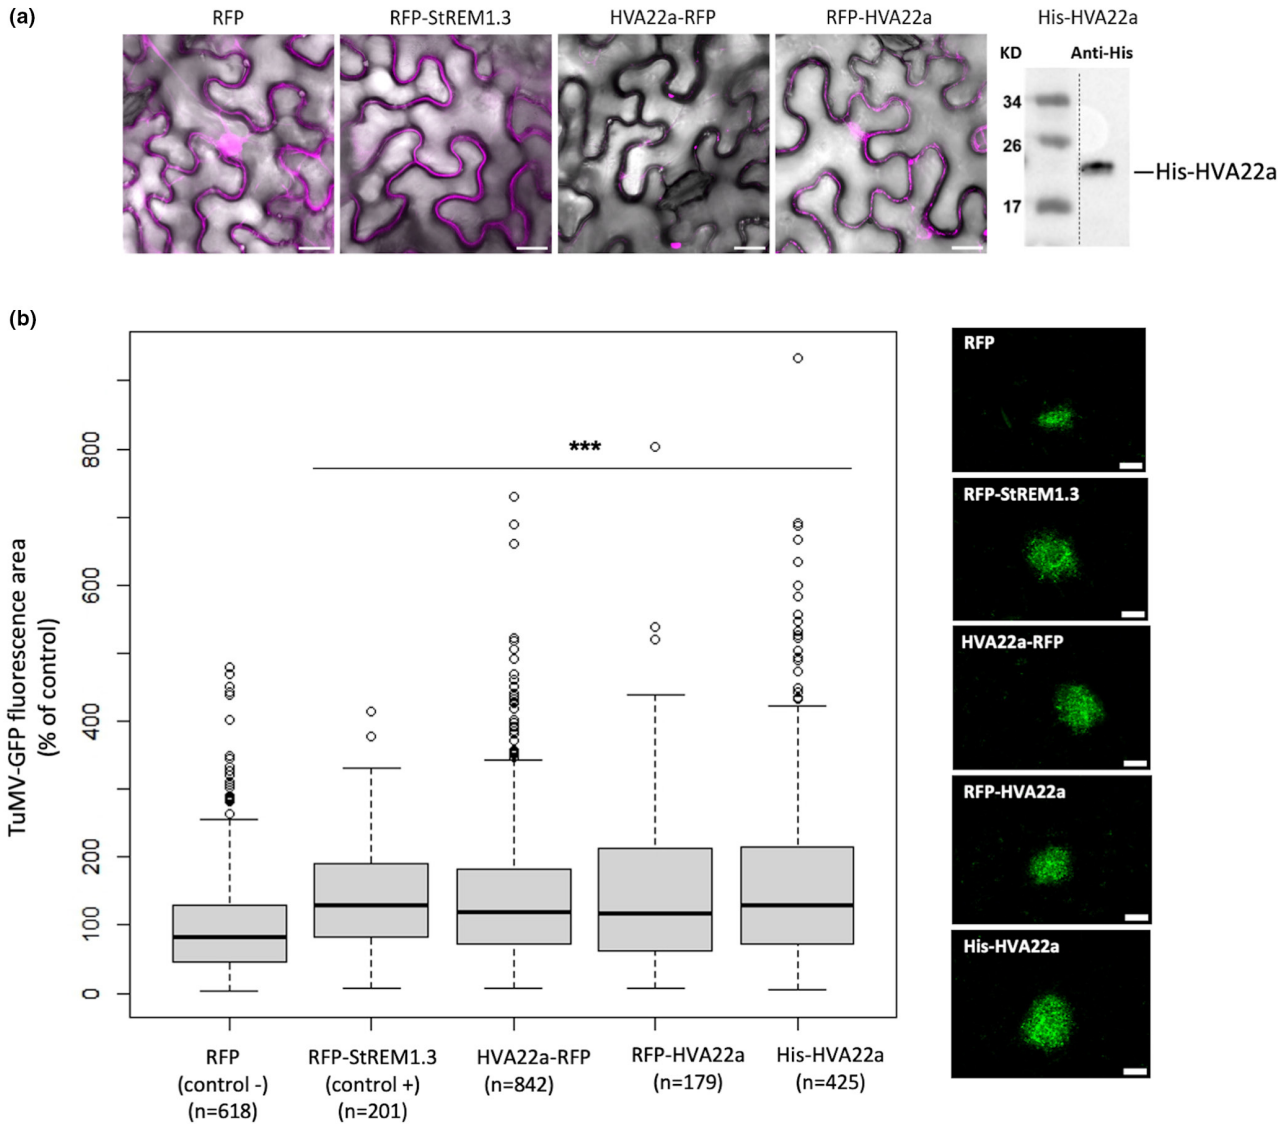 (a)
RFP
RFP-StREM1.3
HVA22a-RFP
RFP-HVA22a
His-HVA22a
KD
Anti-His
34
26
17
His-HVA22a
(b)
TuMV-GFP fluorescence area
(% of control)
800
600
400
200
100
0
***
RFP
(control -)
(n=618)
RFP-StREM1.3
(control +)
(n=201)
HVA22a-RFP
(n=842)
RFP-HVA22a
(n=179)
His-HVA22a
(n=425)
RFP
RFP-StREM1.3
HVA22a-RFP
RFP-HVA22a
His-HVA22a